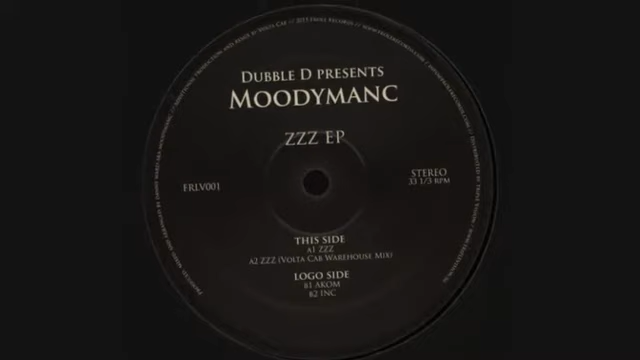 Dubble D presents
Moodymanc
ZZZ EP
FRLV001
STEREO
33 1/3 RPM
THIS SIDE
A1 ZZZ
A2 ZZZ (Volta Cab Warehouse Mix)
LOGO SIDE
B1 AKOM
B2 INC